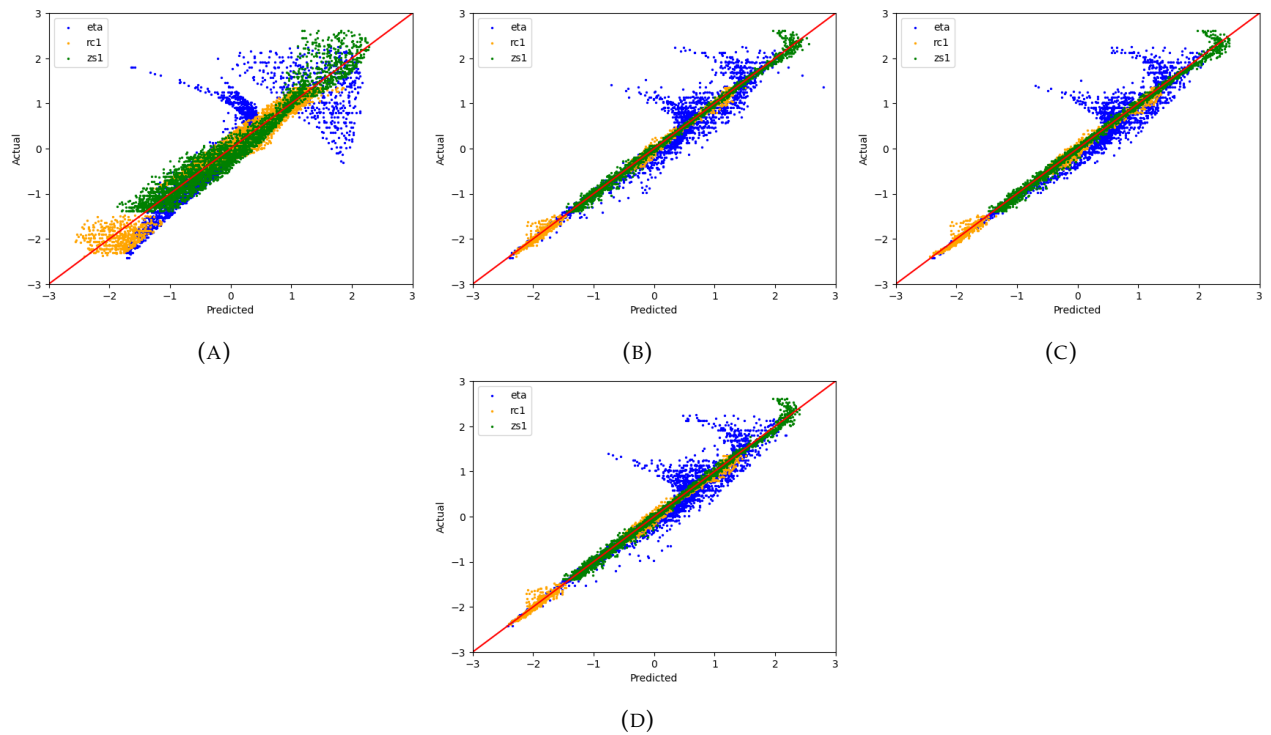 3
2
1
0
−1
−2
−3
−3 −2 −1 0 1 2 3
Actual
Predicted
eta
rc1
zs1
(A)
3
2
1
0
−1
−2
−3
−3 −2 −1 0 1 2 3
Actual
Predicted
eta
rc1
zs1
(B)
3
2
1
0
−1
−2
−3
−3 −2 −1 0 1 2 3
Actual
Predicted
eta
rc1
zs1
(C)
3
2
1
0
−1
−2
−3
−3 −2 −1 0 1 2 3
Actual
Predicted
eta
rc1
zs1
(D)